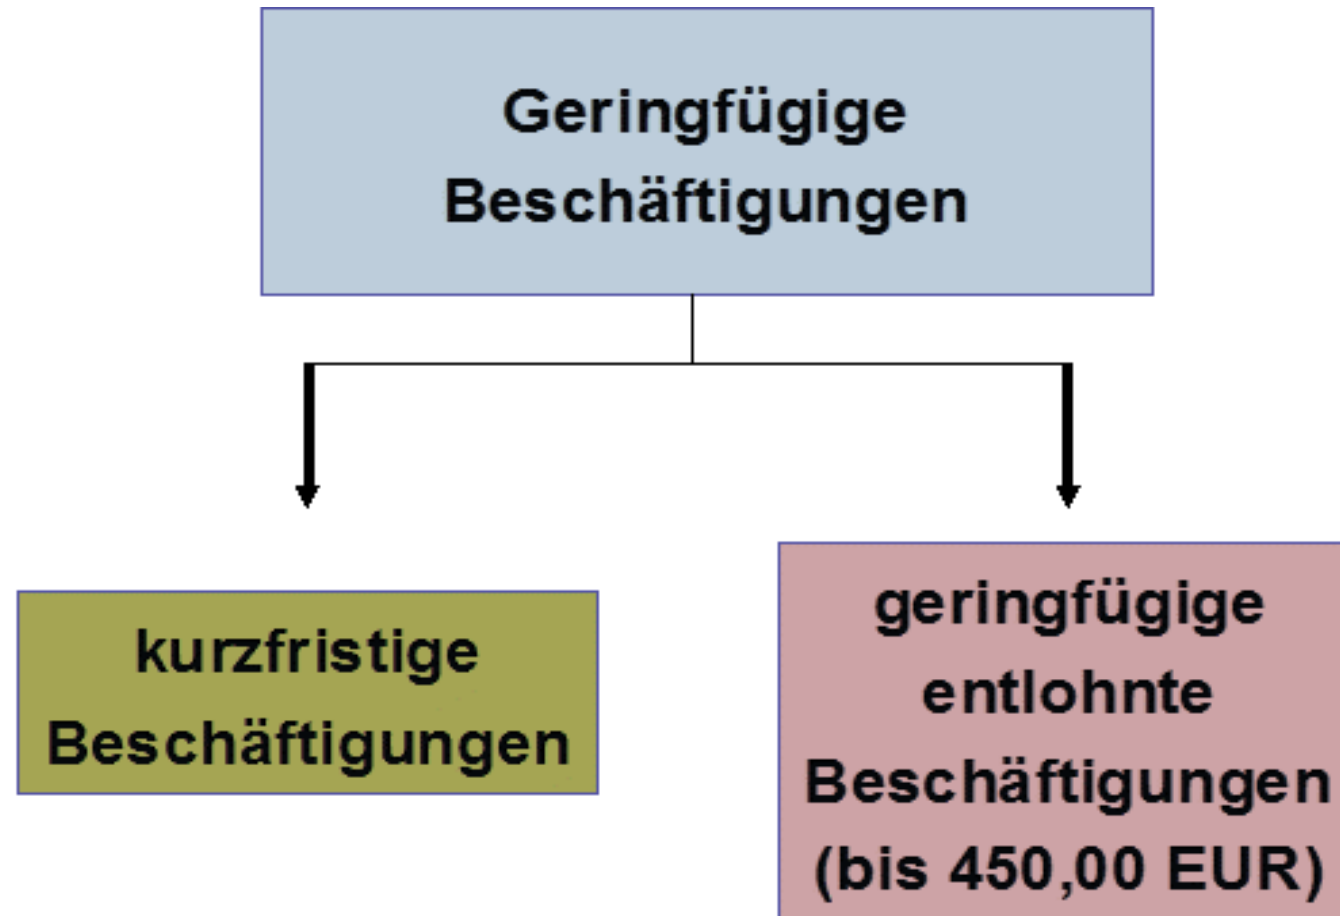 Geringfügige
Beschäftigungen
kurzfristige
Beschäftigungen
geringfügige
entlohnte
Beschäftigungen
(bis 450,00 EUR)